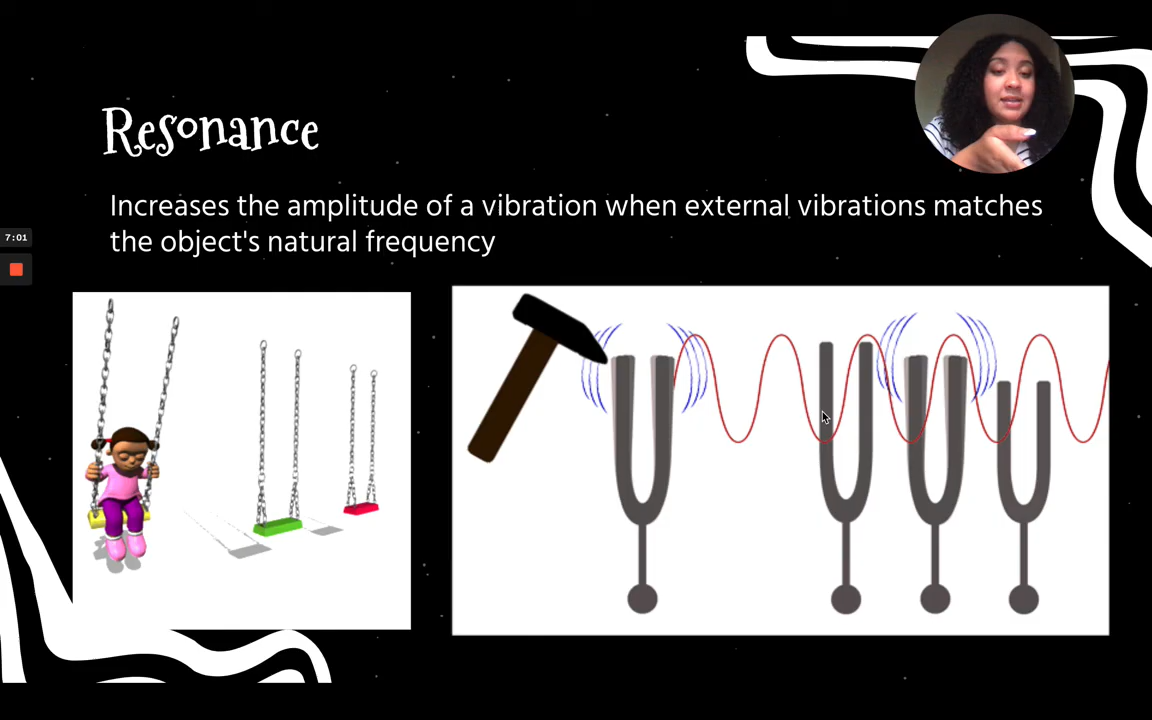 Resonance
Increases the amplitude of a vibration when external vibrations matches
the object's natural frequency
7:01